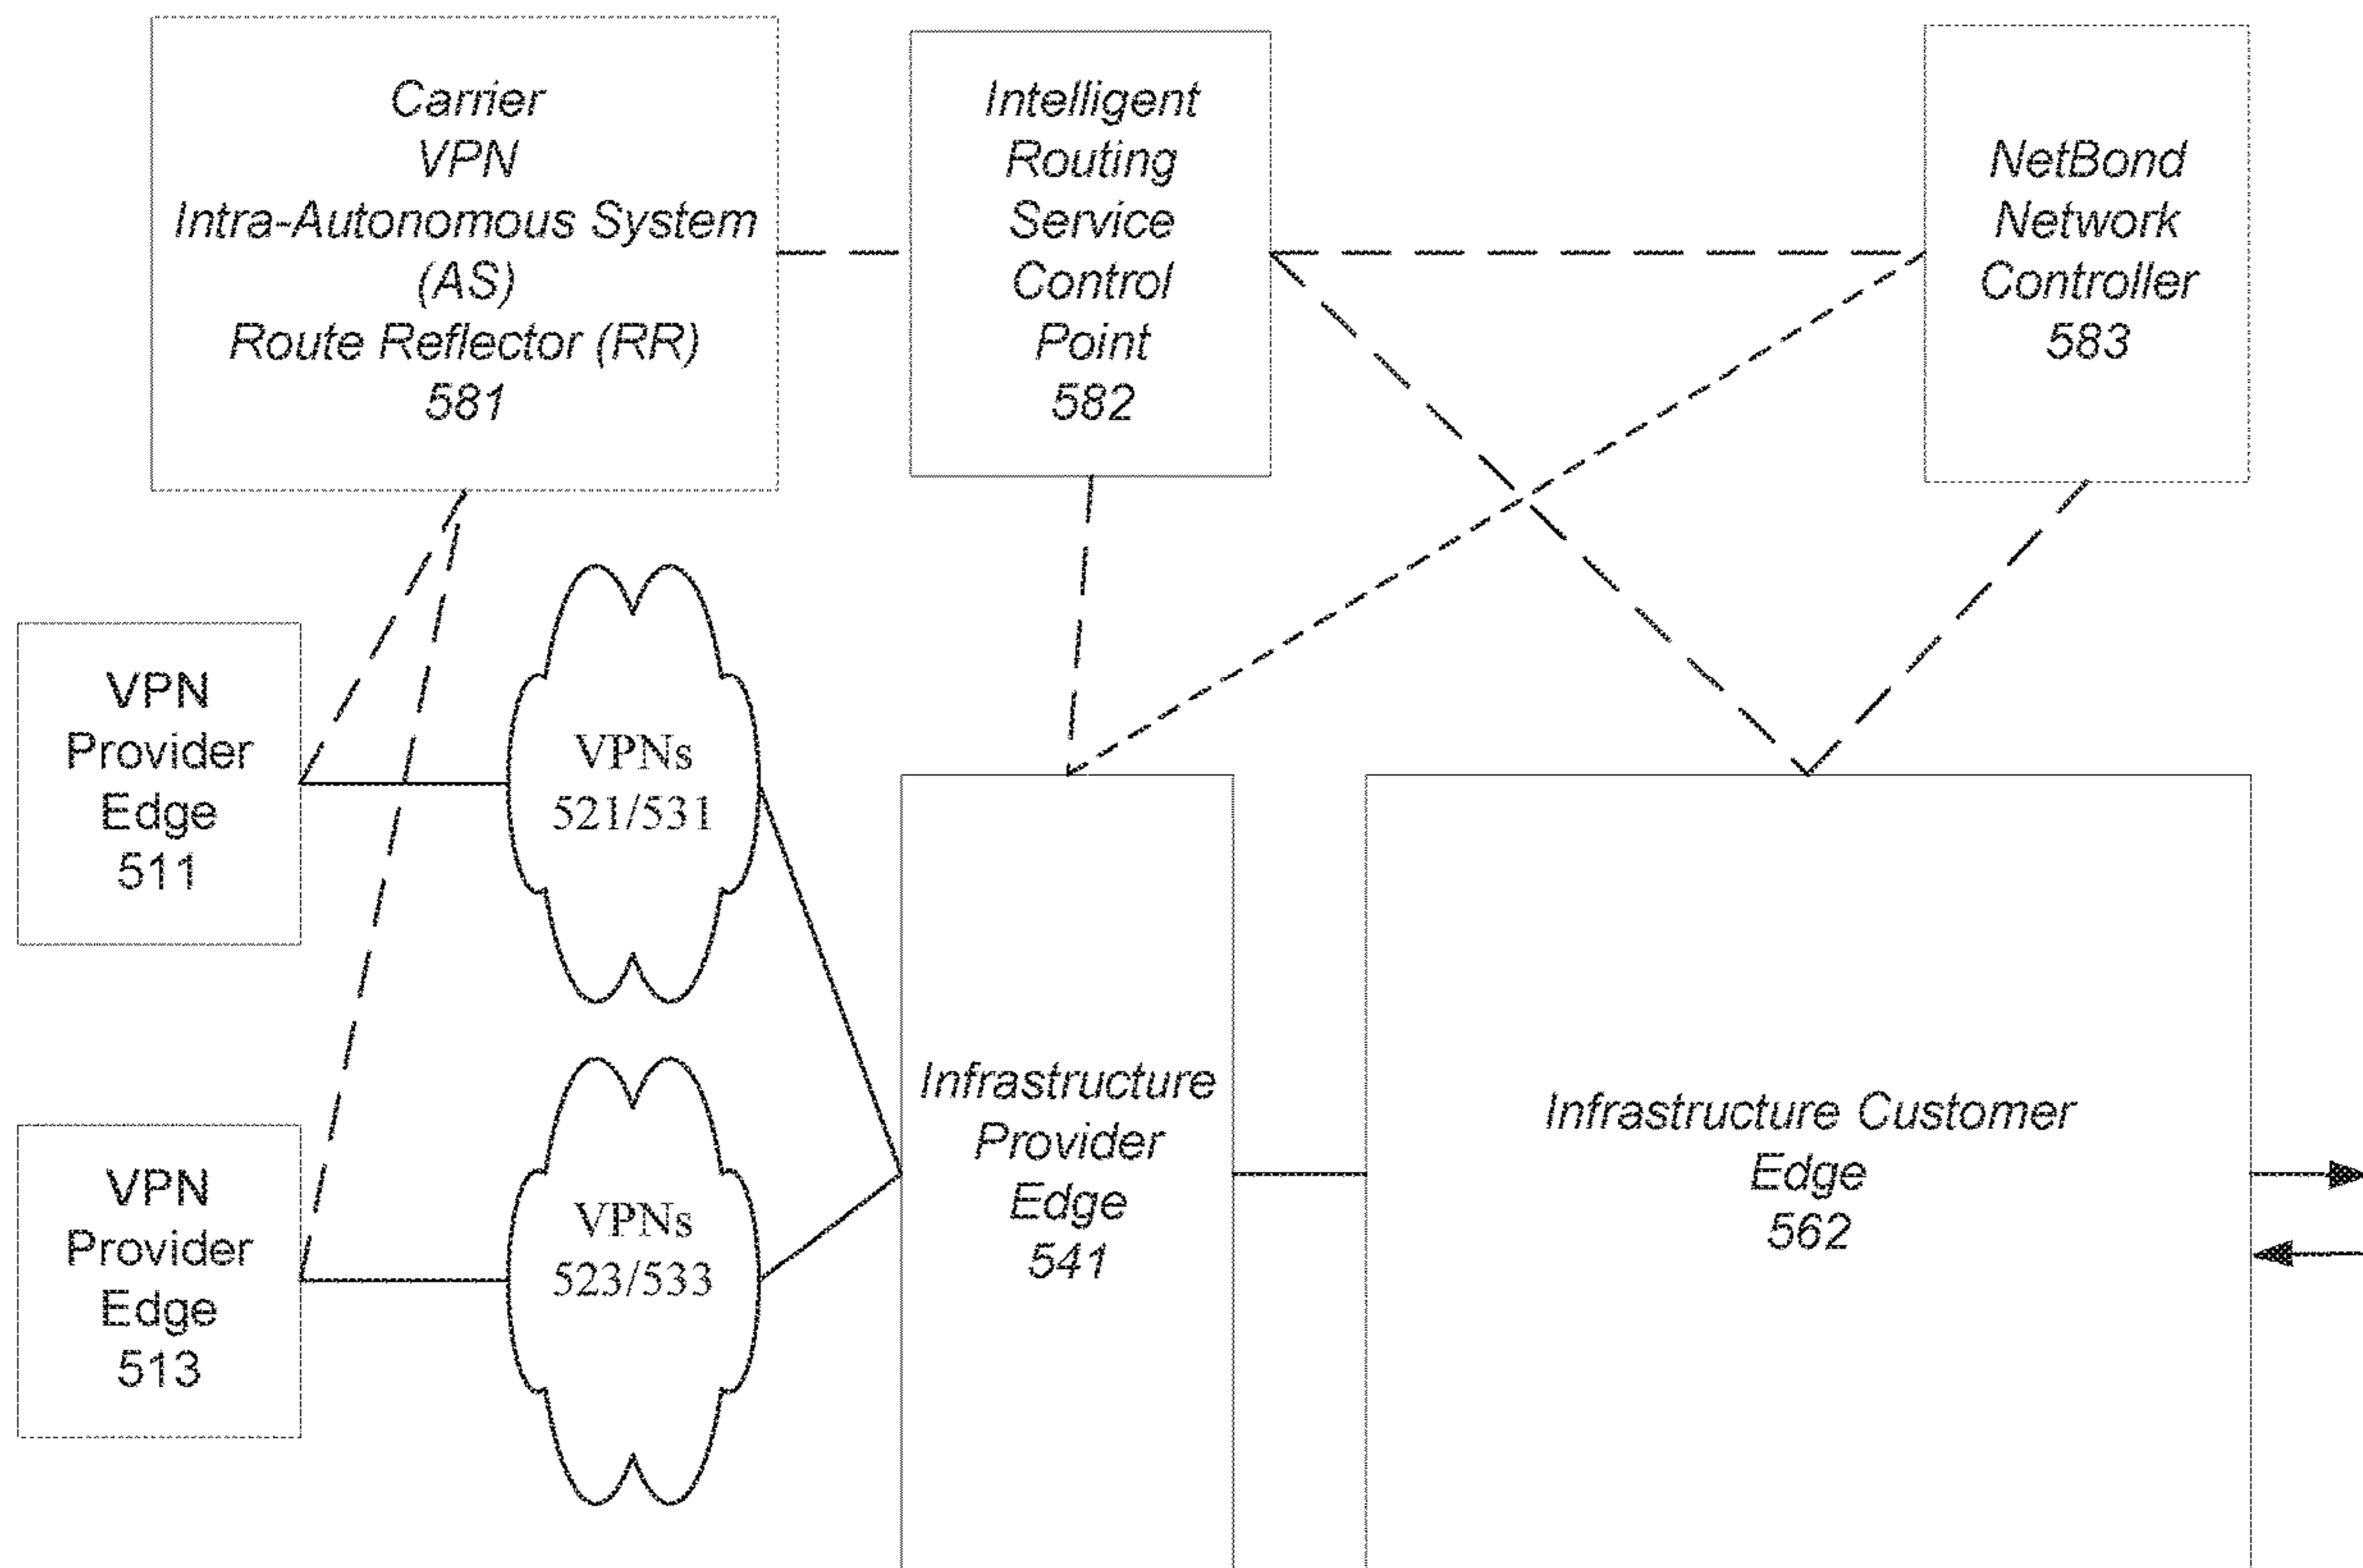 Carrier
VPN
Intra-Autonomous System
(AS)
Route Reflector (RR)
581
Intelligent
Routing
Service
Control
Point
582
NetBond
Network
Controller
583
VPN
Provider
Edge
511
VPNs
521/531
VPN
Provider
Edge
513
VPNs
523/533
Infrastructure
Provider
Edge
541
Infrastructure Customer
Edge
562